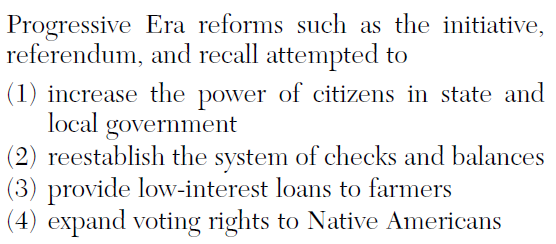 Progressive Era reforms such as the initiative,
referendum, and recall attempted to
(1) increase the power of citizens in state and
local government
(2) reestablish the system of checks and balances
(3) provide low-interest loans to farmers
(4) expand voting rights to Native Americans